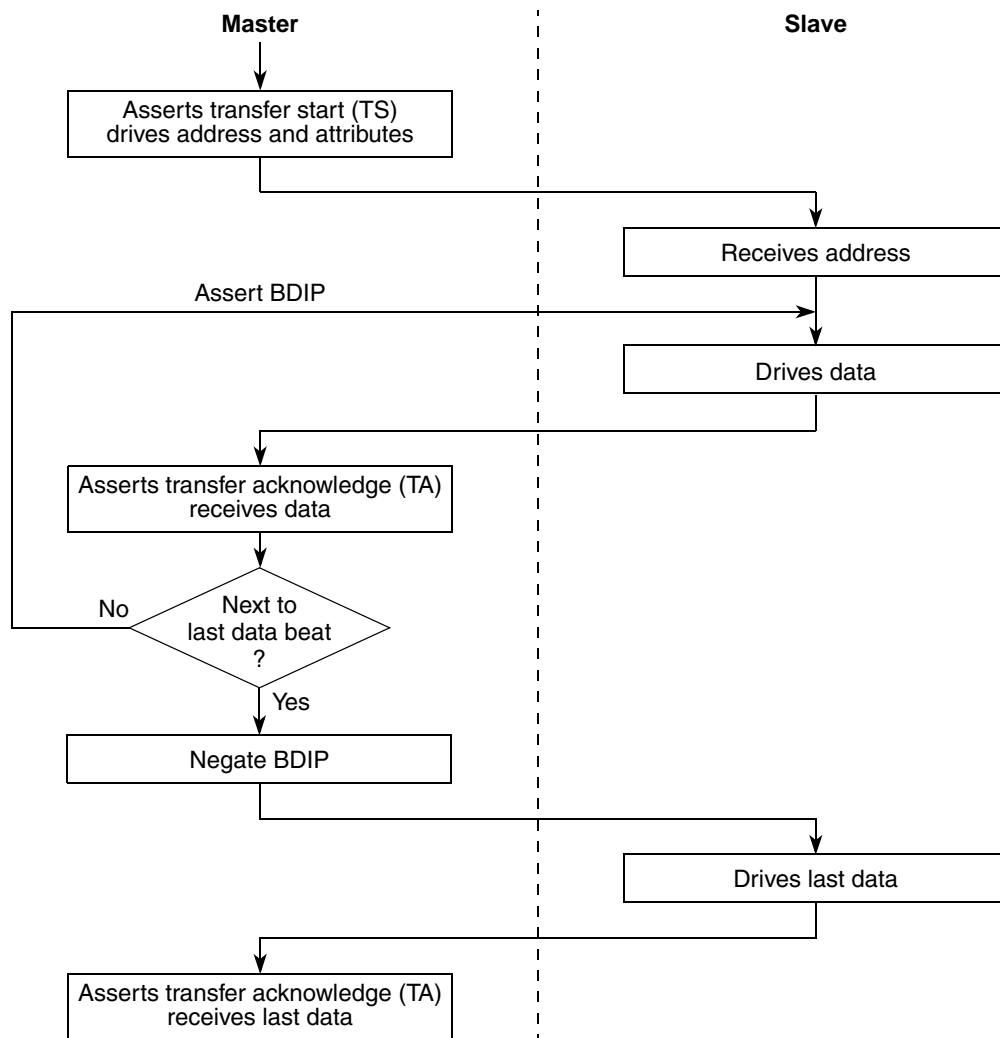 Master
Slave
Asserts transfer start (TS)
drives address and attributes
Receives address
Assert BDIP
Drives data
Asserts transfer acknowledge (TA)
receives data
Next to
last data beat
?
No
Yes
Negate BDIP
Drives last data
Asserts transfer acknowledge (TA)
receives last data